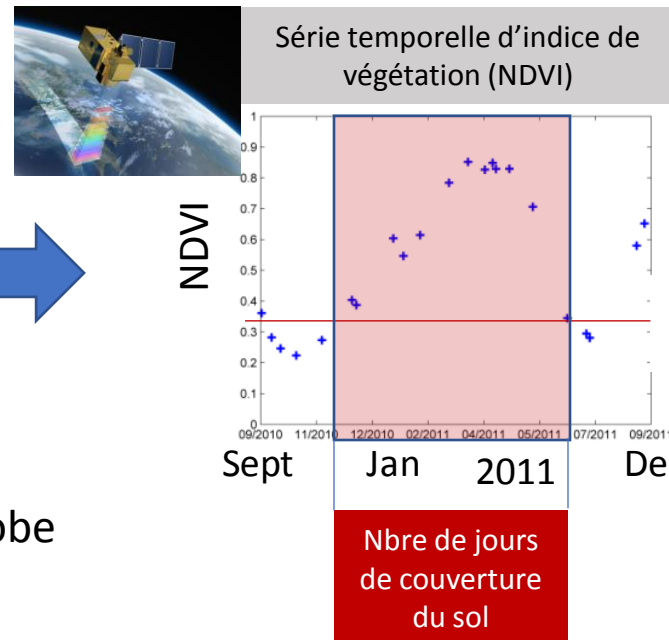 Série temporelle d’indice de
végétation (NDVI)
NDVI
1
0.9
0.8
0.7
0.6
0.5
0.4
0.3
0.2
0.1
0
09/2010 11/2010 12/2010 02/2011 04/2011 05/2011 07/2011 09/2011
Sept Jan 2011 De
obe
Nbre de jours
de couverture
du sol